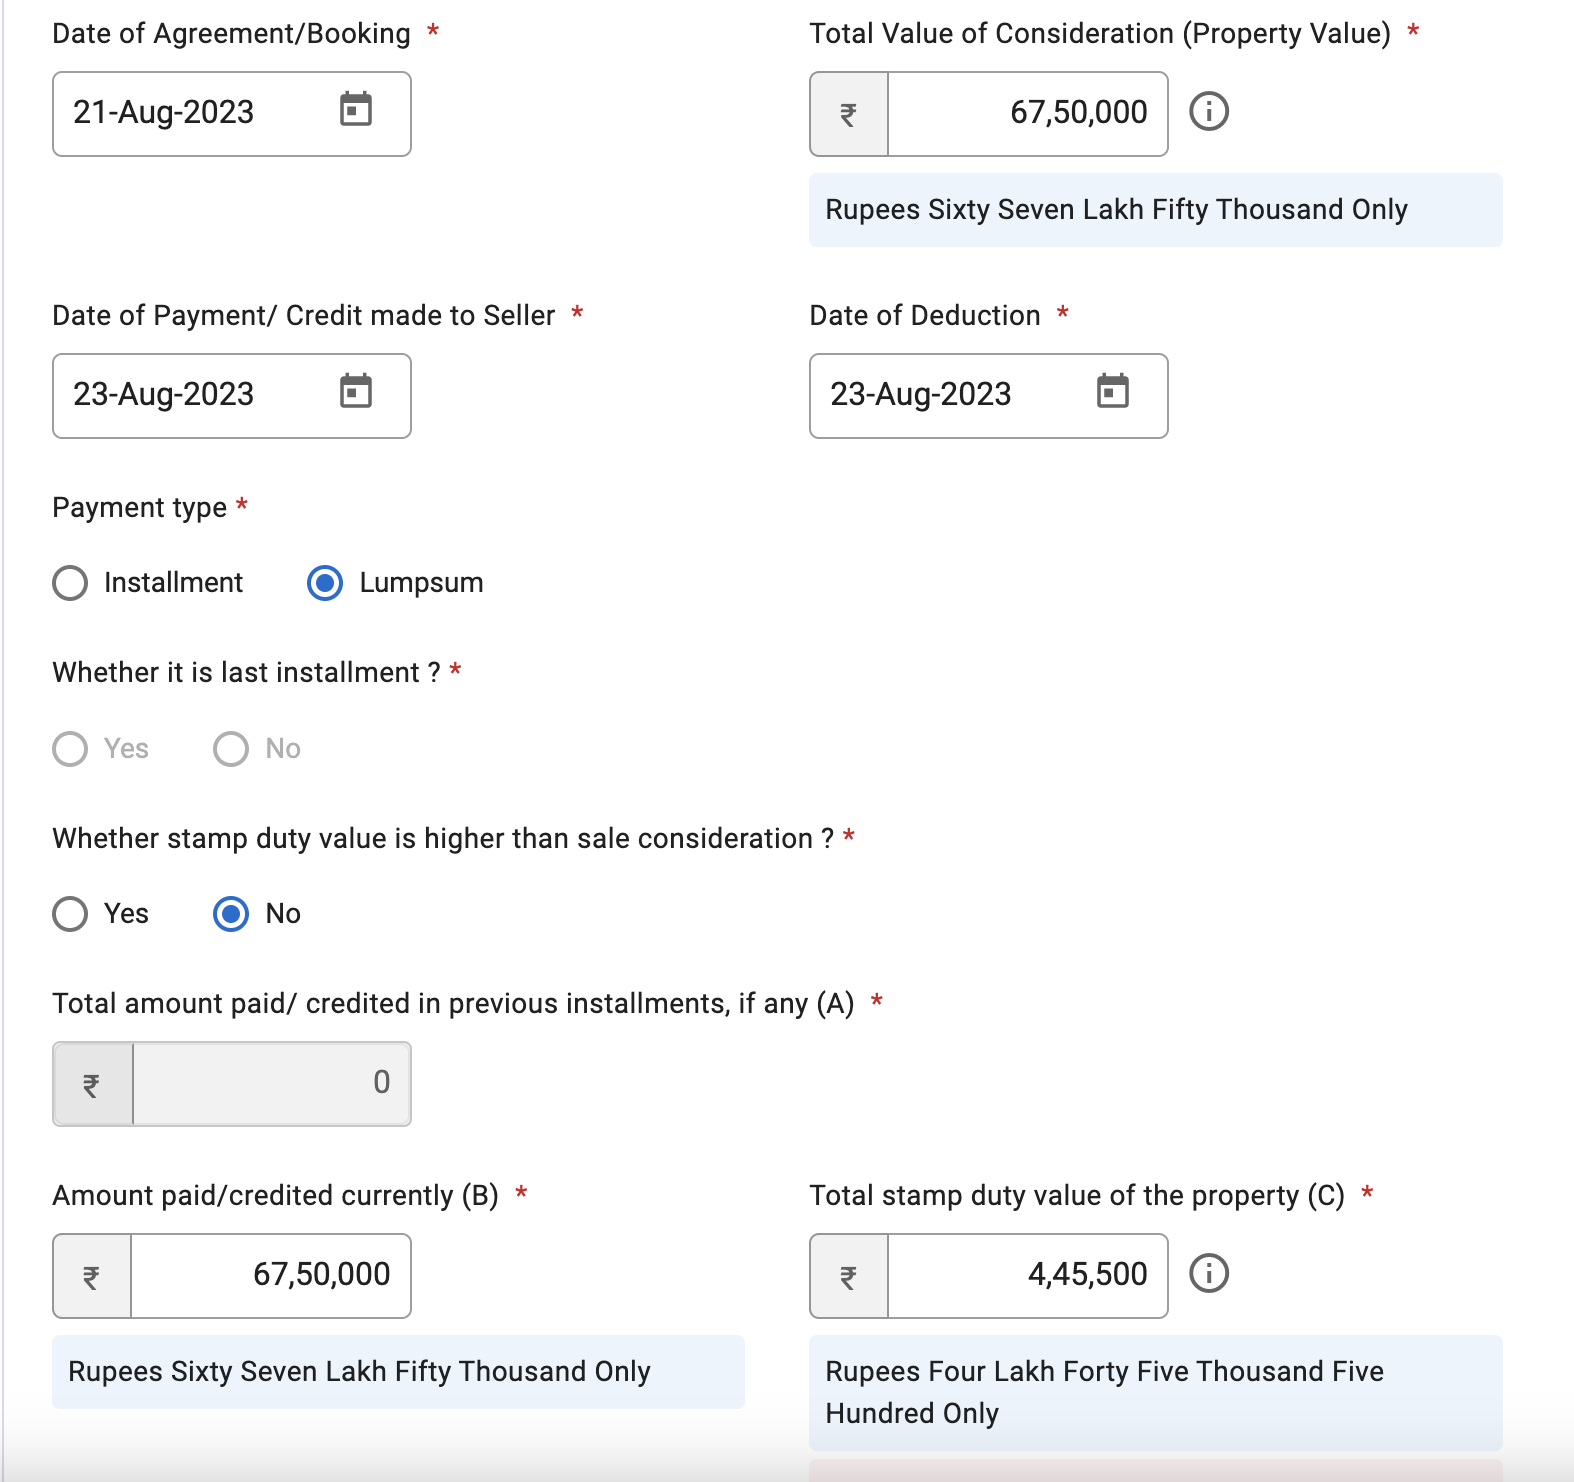 Date of Agreement/Booking *
Total Value of Consideration (Property Value) *
21-Aug-2023
₹ 67,50,000
Rupees Sixty Seven Lakh Fifty Thousand Only
Date of Payment/ Credit made to Seller *
Date of Deduction *
23-Aug-2023
23-Aug-2023
Payment type *
Installment
Lumpsum
Whether it is last installment ? *
Yes
No
Whether stamp duty value is higher than sale consideration ? *
Yes
No
Total amount paid/ credited in previous installments, if any (A) *
₹ 0
Amount paid/credited currently (B) *
Total stamp duty value of the property (C) *
₹ 67,50,000
₹ 4,45,500
Rupees Sixty Seven Lakh Fifty Thousand Only
Rupees Four Lakh Forty Five Thousand Five
Hundred Only